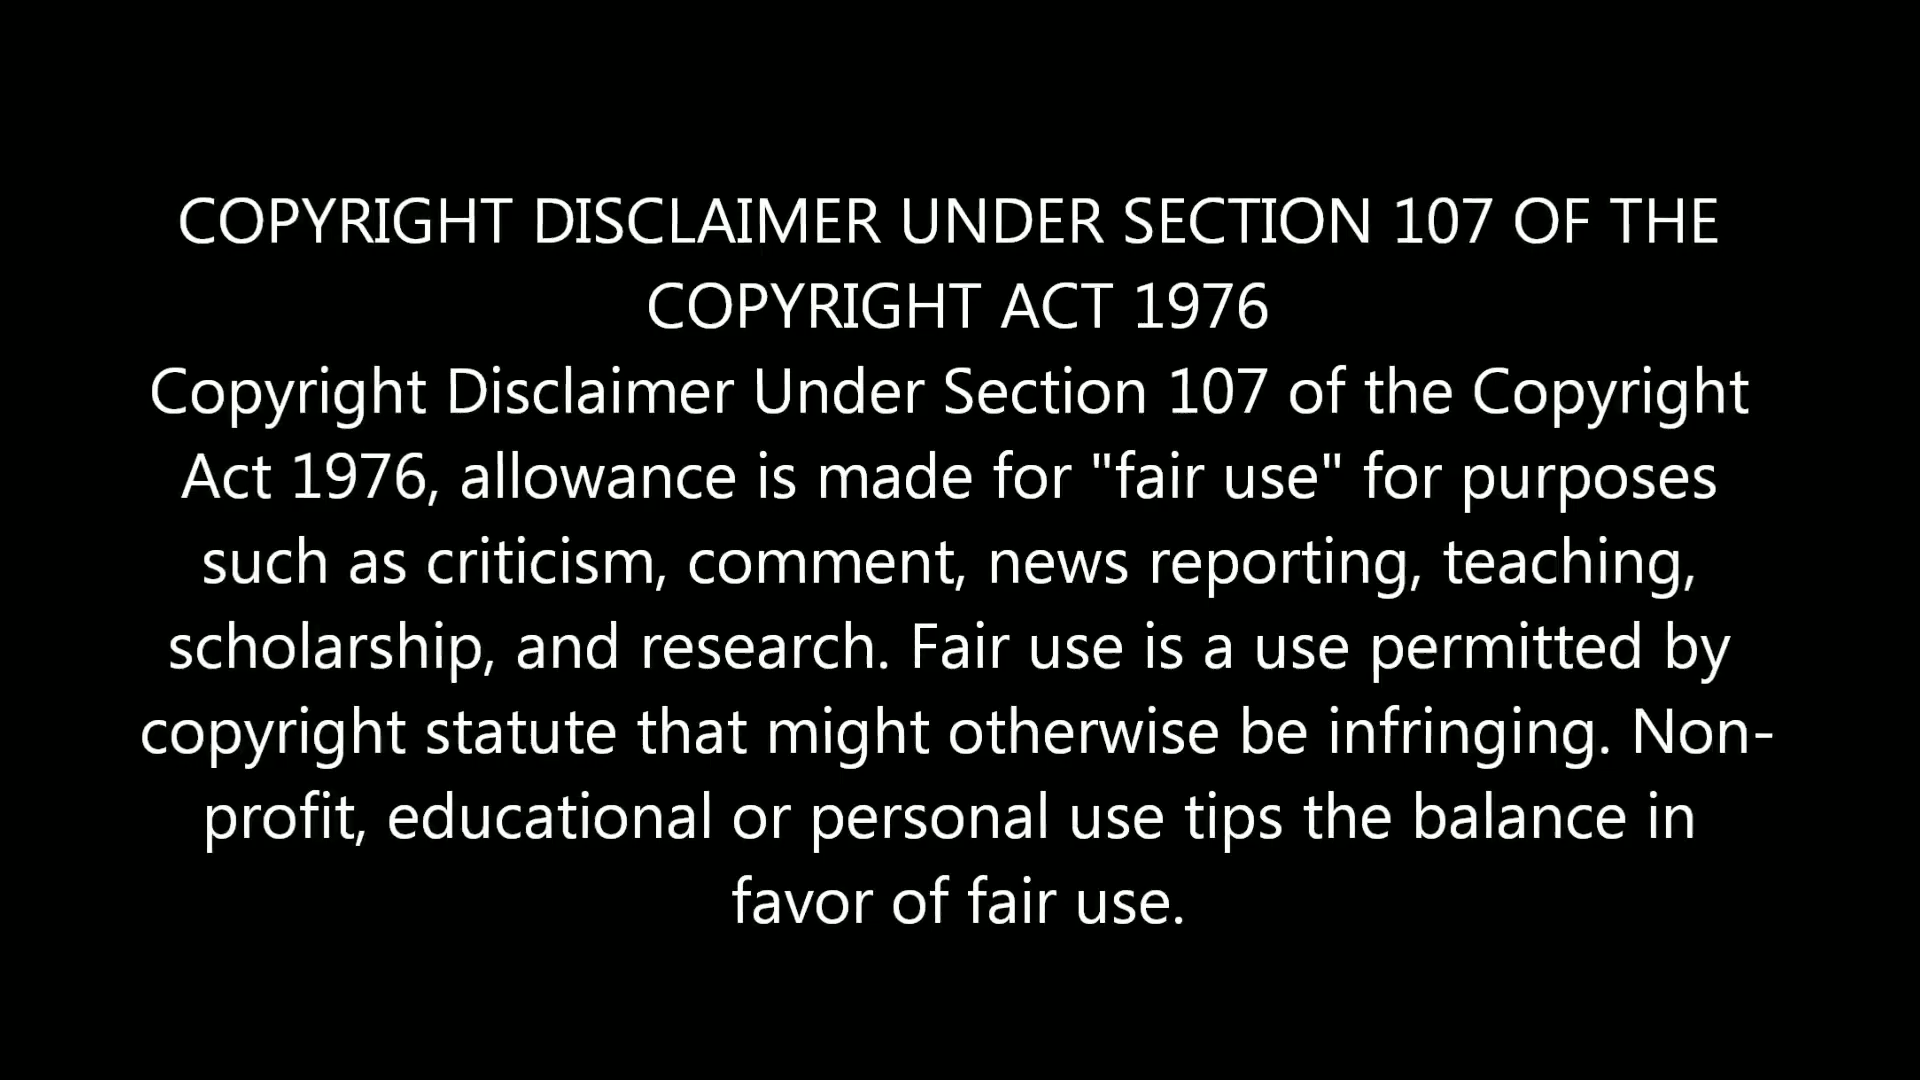 COPYRIGHT DISCLAIMER UNDER SECTION 107 OF THE
COPYRIGHT ACT 1976
Copyright Disclaimer Under Section 107 of the Copyright
Act 1976, allowance is made for "fair use" for purposes
such as criticism, comment, news reporting, teaching,
scholarship, and research. Fair use is a use permitted by
copyright statute that might otherwise be infringing. Non-
profit, educational or personal use tips the balance in
favor of fair use.